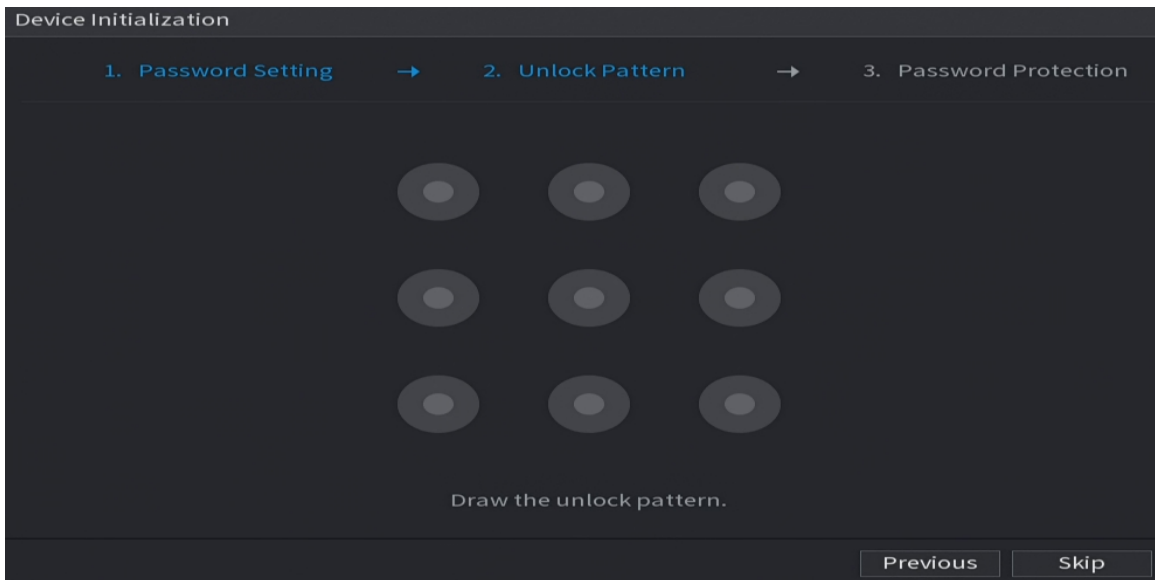 Device Initialization
1. Password Setting → 2. Unlock Pattern → 3. Password Protection
Draw the unlock pattern.
Previous Skip